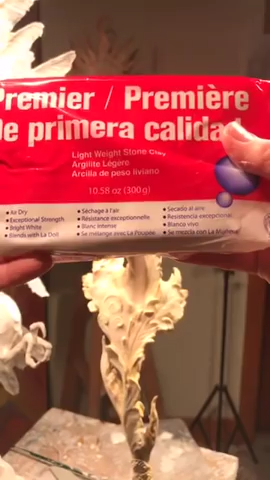 Premier / Première
De primera calidad
Light Weight Stone Clay
Argilite Légère
Arcilla de peso liviano
10.58 oz (300g)
• Air Dry
• Exceptional Strength
• Bright White
• Blends with La Doll
• Séchage à l'air
• Résistance exceptionnelle
• Blanc Intense
• Se mélange avec La Poupée
• Secado al aire
• Resistencia excepcional
• Blanco vivo
• Se mezcla con La Muñeca